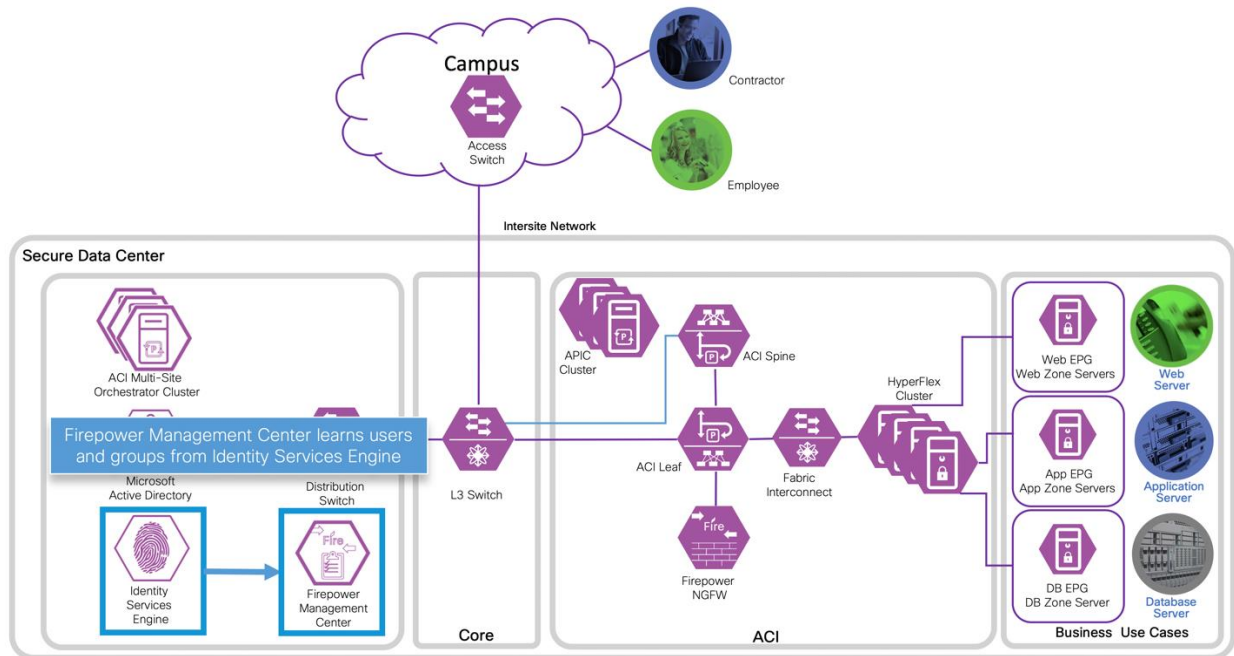 Campus
Access
Switch
Contractor
Employee
Intersite Network
Secure Data Center
ACI Multi-Site
Orchestrator Cluster
Firepower Management Center learns users
and groups from Identity Services Engine
Microsoft
Active Directory
Distribution
Switch
Identity
Services
Engine
Fire
Firepower
Management
Center
L3 Switch
Core
APIC
Cluster
P
ACI Spine
P
ACI Leaf
Fire
Firepower
NGFW
Fabric
Interconnect
HyperFlex
Cluster
ACI
Web EPG
Web Zone Servers
Web
Server
App EPG
App Zone Servers
Application
Server
DB EPG
DB Zone Server
Database
Server
Business Use Cases